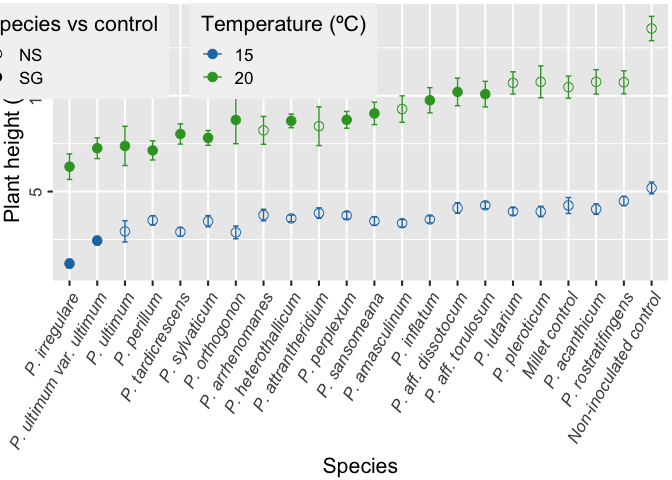 pecies vs control
NS
SG
Temperature (ºC)
15
20
Plant height (
1
5
P. irregulare
P. ultimum var. ultimum
P. ultimum
P. perillum
P. tardicrescens
P. sylvaticum
P. orthogonon
P. arrhenomanes
P. heterothallicum
P. attrantheridium
P. perplexum
P. sansomeana
P. amasculinum
P. inflatum
P. aff. dissotocum
P. aff. torulosum
P. lutarium
P. pleroticum
Millet control
P. acanthicum
P. rostratifingens
Non-inoculated control
Species